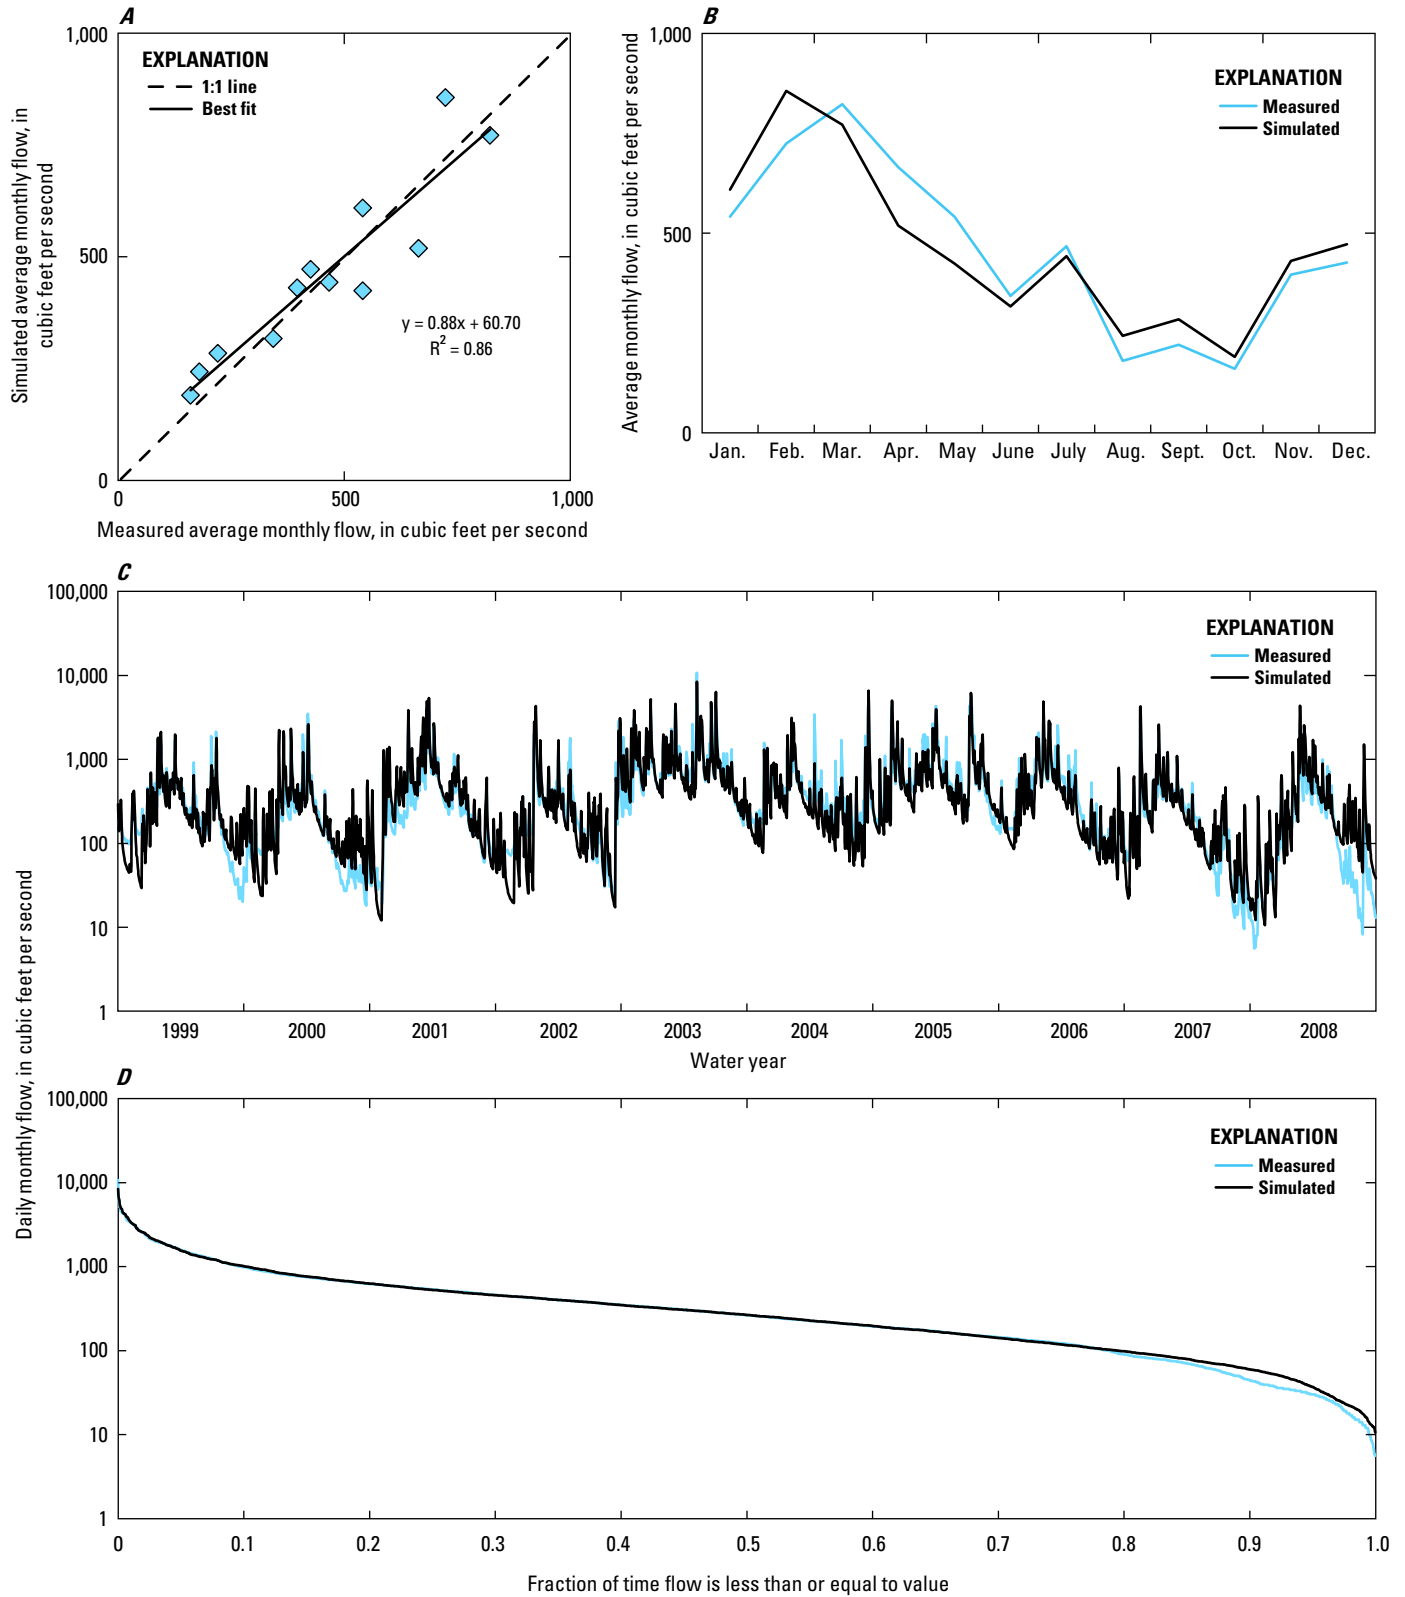 A
1,000
500
0
0
500
1,000
EXPLANATION
1:1 line
Best fit
y = 0.88x + 60.70
R² = 0.86
Simulated average monthly flow, in
cubic feet per second
Measured average monthly flow, in cubic feet per second
B
1,000
500
0
Average monthly flow, in cubic feet per second
EXPLANATION
Measured
Simulated
Jan. Feb. Mar. Apr. May June July Aug. Sept. Oct. Nov. Dec.
C
100,000
10,000
1,000
100
10
1
EXPLANATION
Measured
Simulated
1999 2000 2001 2002 2003 2004 2005 2006 2007 2008
Water year
Daily monthly flow, in cubic feet per second
D
100,000
10,000
1,000
100
10
1
EXPLANATION
Measured
Simulated
0 0.1 0.2 0.3 0.4 0.5 0.6 0.7 0.8 0.9 1.0
Fraction of time flow is less than or equal to value